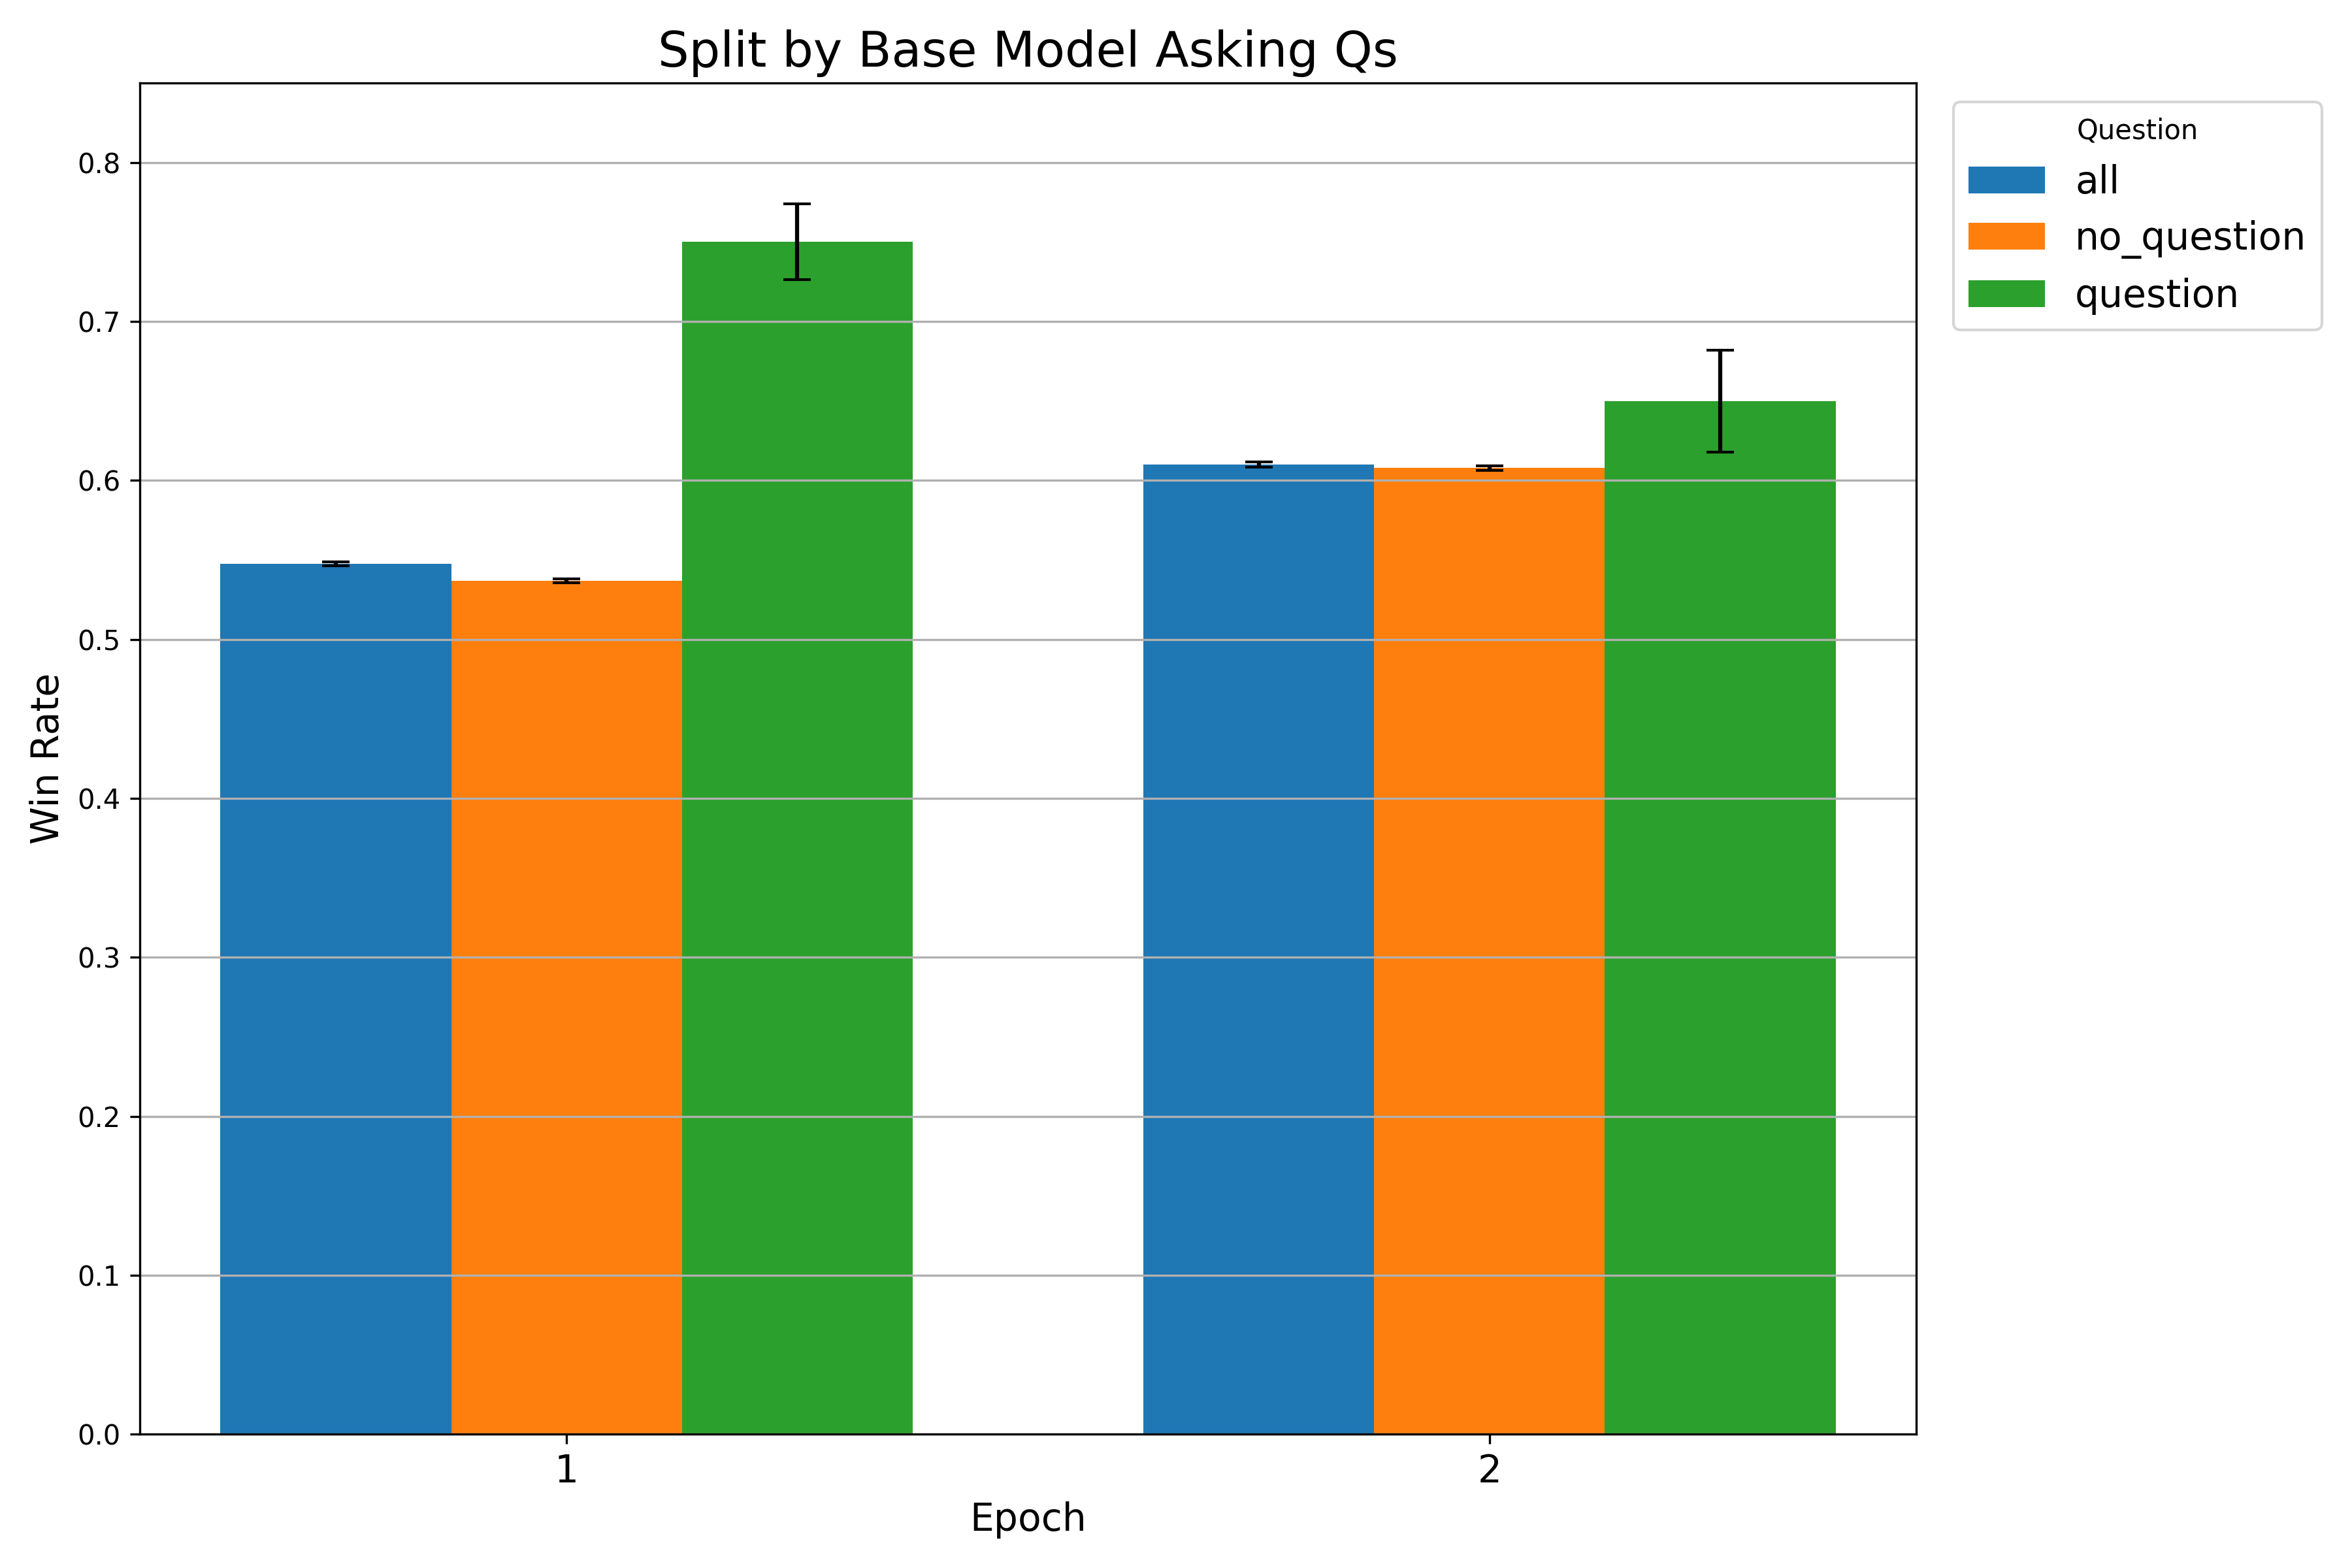 Split by Base Model Asking Qs
Question
all
no_question
question
0.8
0.7
0.6
0.5
0.4
0.3
0.2
0.1
0.0
Win Rate
1
2
Epoch